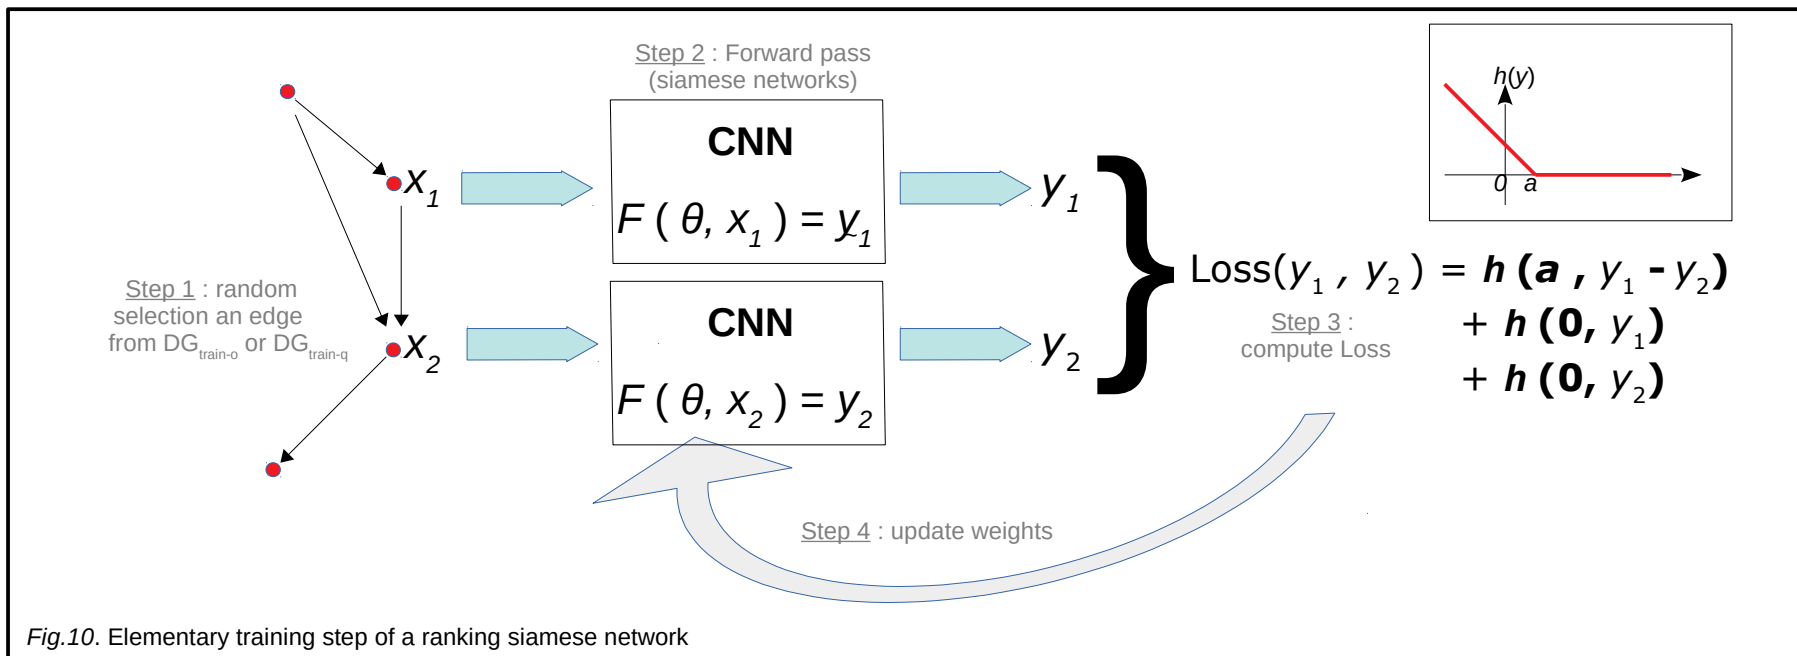 Step 2 : Forward pass
(siamese networks)
h(y)
0 a
CNN
F ( θ, x1 ) = y1
x1
y1
Step 1 : random
selection an edge
from DGtrain-o or DGtrain-q
x2
CNN
F ( θ, x2 ) = y2
y2
Loss(y1 , y2 ) = h (a , y1 - y2)
+ h (0, y1)
+ h (0, y2)
Step 3 :
compute Loss
Step 4 : update weights
Fig.10. Elementary training step of a ranking siamese network